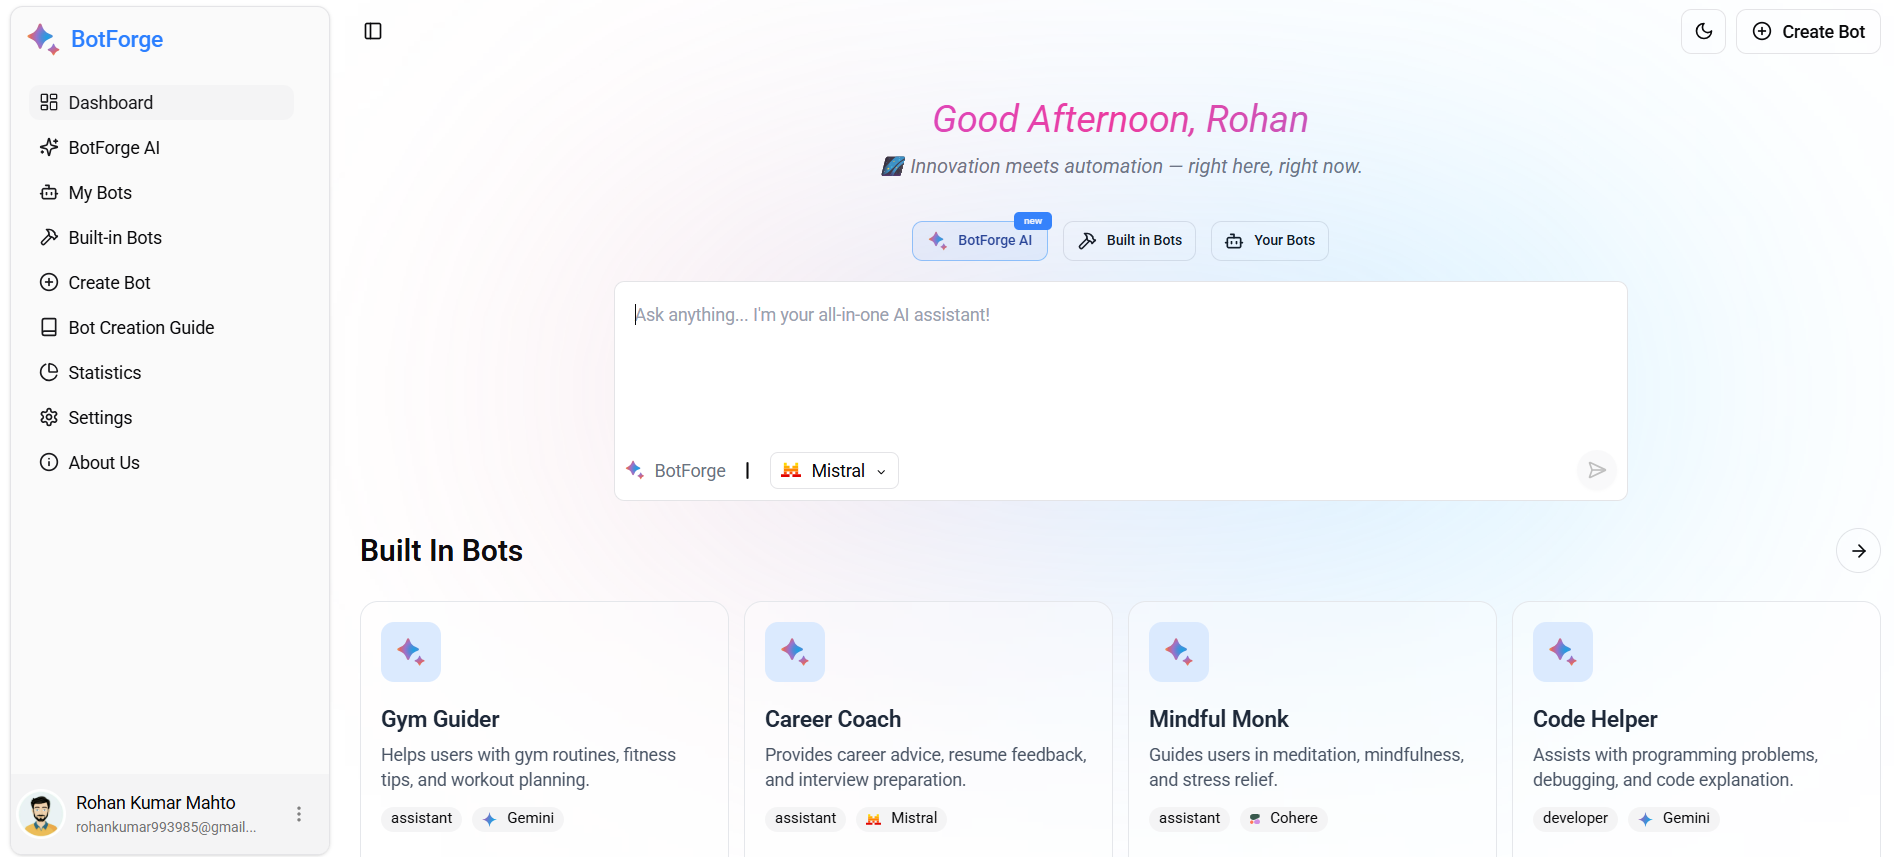 BotForge
Dashboard
BotForge AI
My Bots
Built-in Bots
Create Bot
Bot Creation Guide
Statistics
Settings
About Us
Rohan Kumar Mahto
rohankumar993985@gmail...
Create Bot
Good Afternoon, Rohan
Innovation meets automation — right here, right now.
new
BotForge AI
Built in Bots
Your Bots
Ask anything... I'm your all-in-one AI assistant!
BotForge | Mistral
Built In Bots
Gym Guider
Helps users with gym routines, fitness
tips, and workout planning.
assistant Gemini
Career Coach
Provides career advice, resume feedback,
and interview preparation.
assistant Mistral
Mindful Monk
Guides users in meditation, mindfulness,
and stress relief.
assistant Cohere
Code Helper
Assists with programming problems,
debugging, and code explanation.
developer Gemini